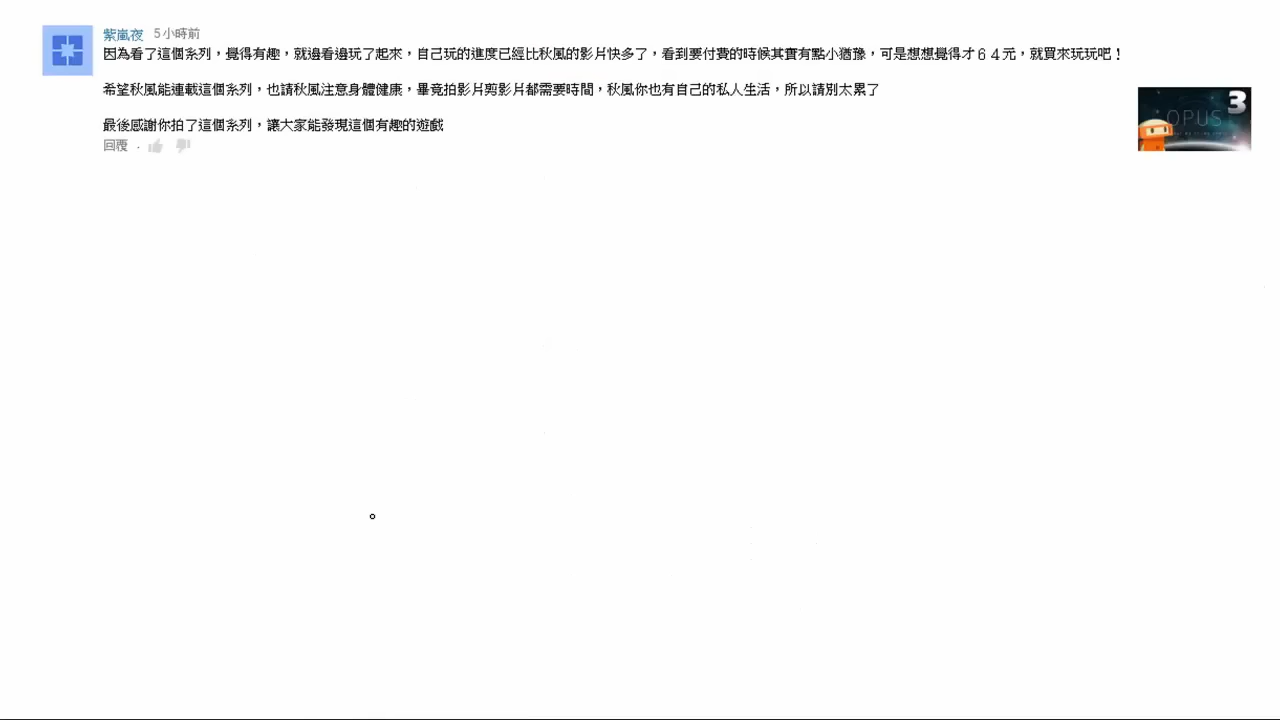 紫嵐夜 5 小時前
因為看了這個系列，覺得有趣，就邊看邊玩了起來，自己玩的進度已經比秋風的影片快多了，看到要付費的時候其實有點小猶豫，可是想想覺得才６４元，就買來玩玩吧！
希望秋風能連載這個系列，也請秋風注意身體健康，畢竟拍影片剪影片都需要時間，秋風你也有自己的私人生活，所以請別太累了
3
OPUS
最後感謝你拍了這個系列，讓大家能發現這個有趣的遊戲
回覆 ·